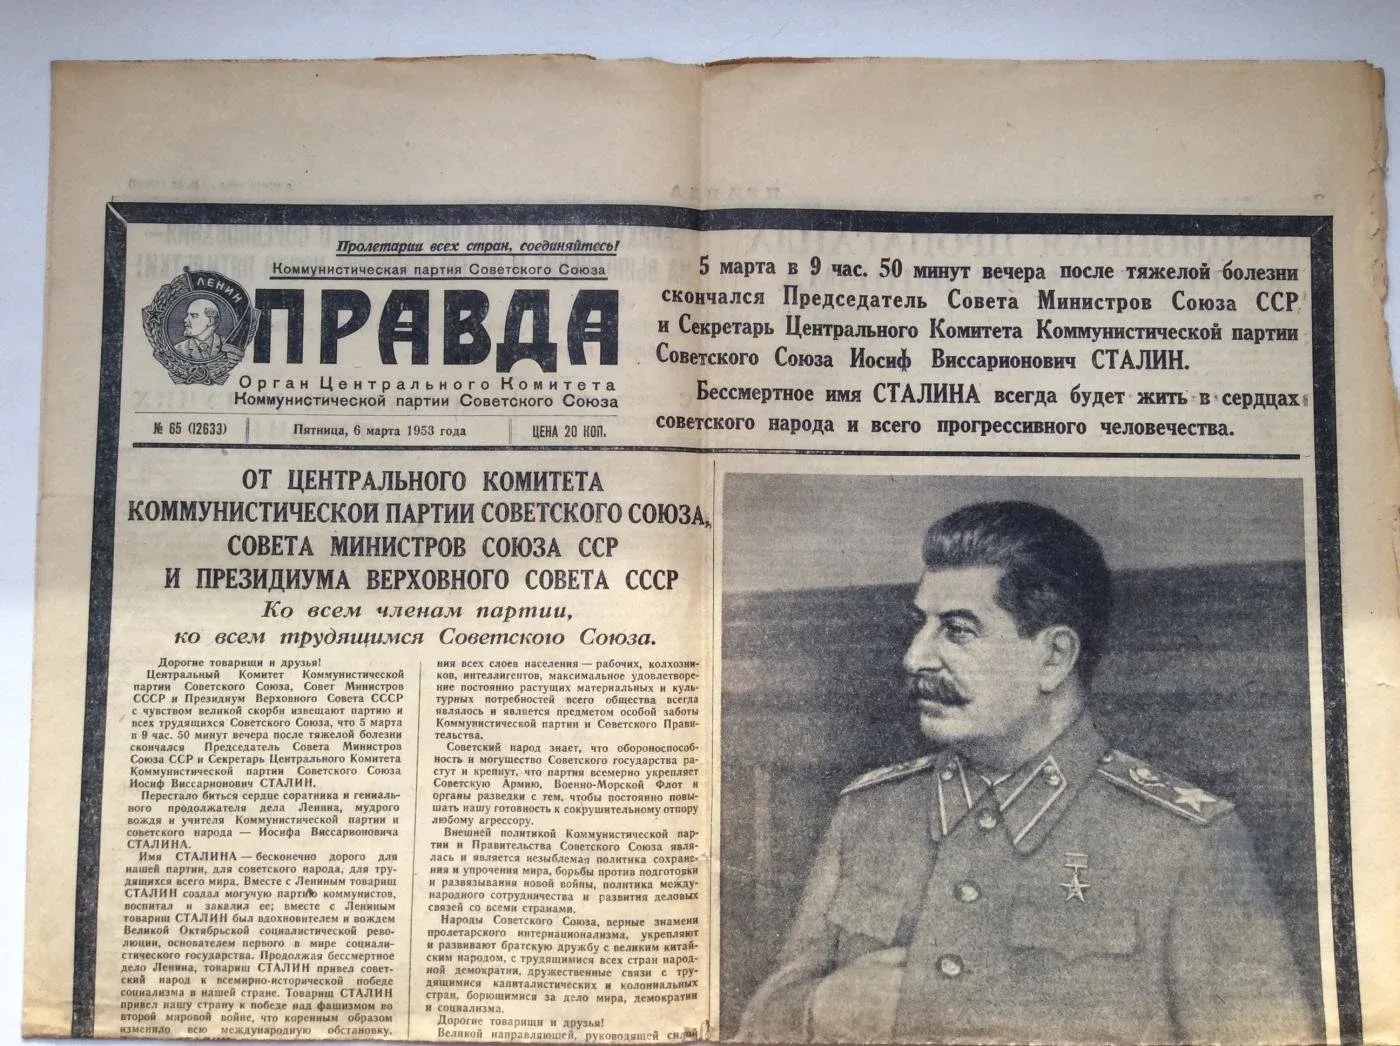 Пролетарии всех стран, соединяйтесь!
Коммунистическая партия Советского Союза
ЛЕНИН
ПРАВДА
Орган Центрального Комитета
Коммунистической партии Советского Союза
№ 65 (12633)
Пятница, 6 марта 1953 года
ЦЕНА 20 КОП.
5 марта в 9 час. 50 минут вечера после тяжелой болезни
скончался Председатель Совета Министров Союза ССР
и Секретарь Центрального Комитета Коммунистической партии
Советского Союза Иосиф Виссарионович СТАЛИН.
Бессмертное имя СТАЛИНА всегда будет жить в сердцах
советского народа и всего прогрессивного человечества.
ОТ ЦЕНТРАЛЬНОГО КОМИТЕТА
КОММУНИСТИЧЕСКОЙ ПАРТИИ СОВЕТСКОГО СОЮЗА,
СОВЕТА МИНИСТРОВ СОЮЗА ССР
И ПРЕЗИДИУМА ВЕРХОВНОГО СОВЕТА СССР
Ко всем членам партии,
ко всем трудящимся Советского Союза.
Дорогие товарищи и друзья!
Центральный Комитет Коммунистической
партии Советского Союза, Совет Министров
СССР и Президиум Верховного Совета СССР
с чувством великой скорби извещают партию и
всех трудящихся Советского Союза, что 5 марта
в 9 час. 50 минут вечера после тяжелой болезни
скончался Председатель Совета Министров
Союза ССР и Секретарь Центрального Комитета
Коммунистической партии Советского Союза
Иосиф Виссарионович СТАЛИН.
Перестало биться сердце соратника и гениаль-
ного продолжателя дела Ленина, мудрого
вождя и учителя Коммунистической партии и
советского народа — Иосифа Виссарионовича
СТАЛИНА.
Имя СТАЛИНА — бесконечно дорого для
нашей партии, для советского народа, для тру-
дящихся всего мира. Вместе с Лениным товарищ
СТАЛИН создал могучую партию коммунистов,
воспитал и закалил ее; вместе с Лениным
товарищ СТАЛИН был вдохновителем и вождем
Великой Октябрьской социалистической рево-
люции, основателем первого в мире социали-
стического государства. Продолжая бессмертное
дело Ленина, товарищ СТАЛИН привел совет-
ский народ к всемирно-исторической победе
социализма в нашей стране. Товарищ СТАЛИН
привел нашу страну к победе над фашизмом во
второй мировой войне, что коренным образом
изменило всю международную обстановку.
ния всех слоев населения — рабочих, колхозни-
ков, интеллигентов, максимальное удовлетворе-
ние постоянно растущих материальных и куль-
турных потребностей всего общества всегда
являлось и является предметом особой заботы
Коммунистической партии и Советского Прави-
тельства.
Советский народ знает, что обороноспособ-
ность и могущество Советского государства ра-
стут и крепнут, что партия всемерно укрепляет
Советскую Армию, Военно-Морской Флот и
органы разведки с тем, чтобы постоянно повы-
шать нашу готовность к сокрушительному отпору
любому агрессору.
Внешней политикой Коммунистической пар-
тии и Правительства Советского Союза явля-
лась и является незыблемая политика сохране-
ния и упрочения мира, борьбы против подготовки
и развязывания новой войны, политика между-
народного сотрудничества и развития деловых
связей со всеми странами.
Народы Советского Союза, верные знамени
пролетарского интернационализма, укрепляют
и развивают братскую дружбу с великим китай-
ским народом, с трудящимися всех стран народ-
ной демократии, дружественные связи с тру-
дящимися капиталистических и колониальных
стран, борющимися за дело мира, демократии
и социализма.
Дорогие товарищи и друзья!
Великой направляющей, руководящей силой